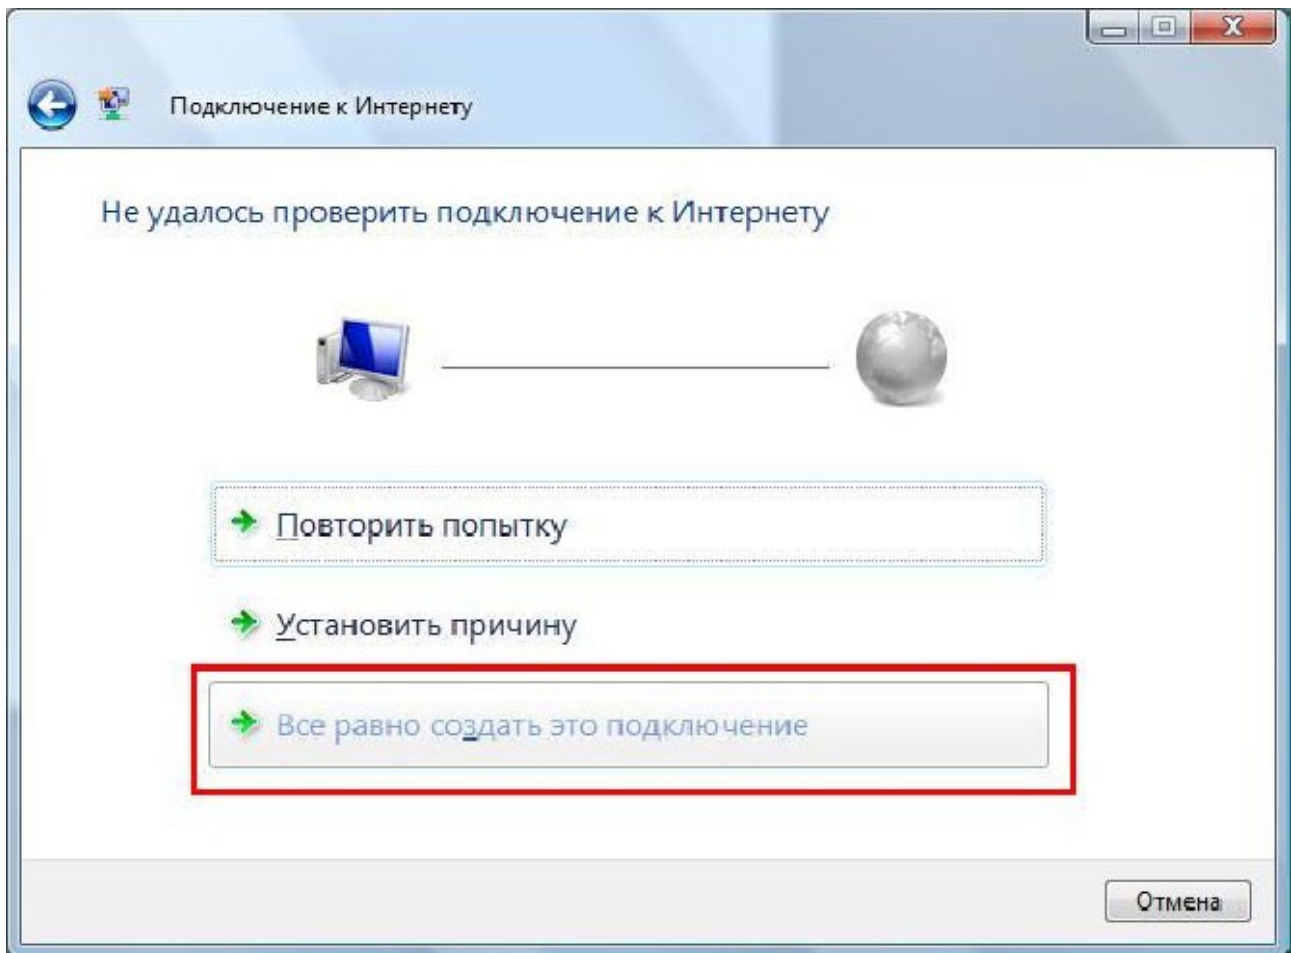 Подключение к Интернету
Не удалось проверить подключение к Интернету
Повторить попытку
Установить причину
Все равно создать это подключение
Отмена